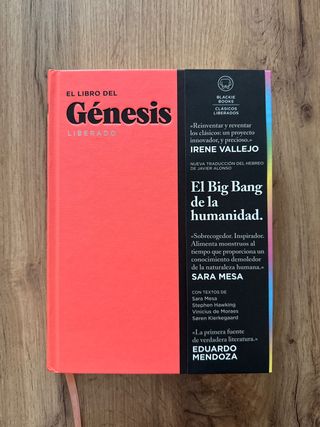 EL LIBRO DEL
Génesis
LIBERADO
BLACKIE
BOOKS
CLÁSICOS
LIBERADOS
«Reinventar y reventar
los clásicos: un proyecto
innovador, y precioso.»
IRENE VALLEJO
NUEVA TRADUCCIÓN DEL HEBREO
DE JAVIER ALONSO
El Big Bang
de la
humanidad.
«Sobrecogedor. Inspirador.
Alimenta monstruos al
tiempo que proporciona un
conocimiento demoledor
de la naturaleza humana.»
SARA MESA
CON TEXTOS DE
Sara Mesa
Stephen Hawking
Vinicius de Moraes
Søren Kierkegaard
«La primera fuente
de verdadera literatura.»
EDUARDO
MENDOZA